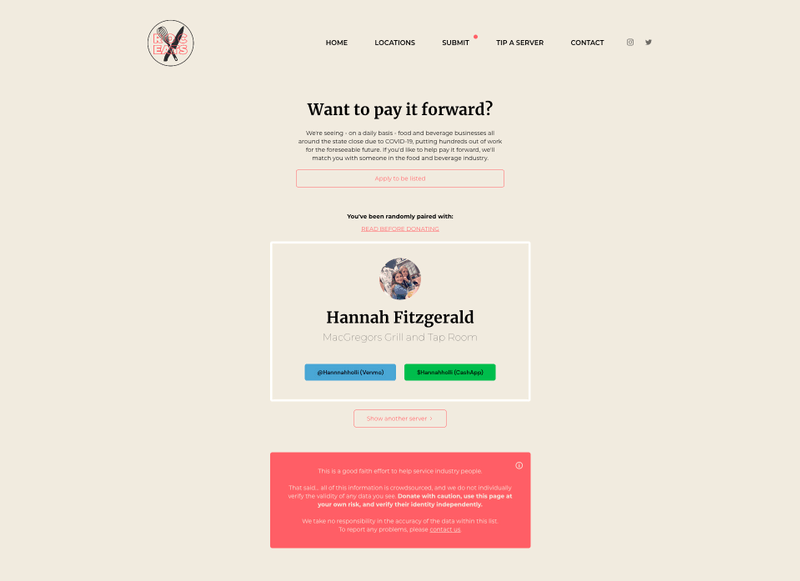 ROC
EATS
HOME
LOCATIONS
SUBMIT
TIP A SERVER
CONTACT
Want to pay it forward?
We're seeing - on a daily basis - food and beverage businesses all
around the state close due to COVID-19, putting hundreds out of work
for the foreseeable future. If you'd like to help pay it forward, we'll
match you with someone in the food and beverage industry.
Apply to be listed
You've been randomly paired with:
READ BEFORE DONATING
Hannah Fitzgerald
MacGregors Grill and Tap Room
@Hannnahholli (Venmo)
$Hannahholli (CashApp)
Show another server >
This is a good faith effort to help service industry people.
That said... all of this information is crowdsourced, and we do not individually
verify the validity of any data you see. Donate with caution, use this page at
your own risk, and verify their identity independently.
We take no responsibility in the accuracy of the data within this list.
To report any problems, please contact us.